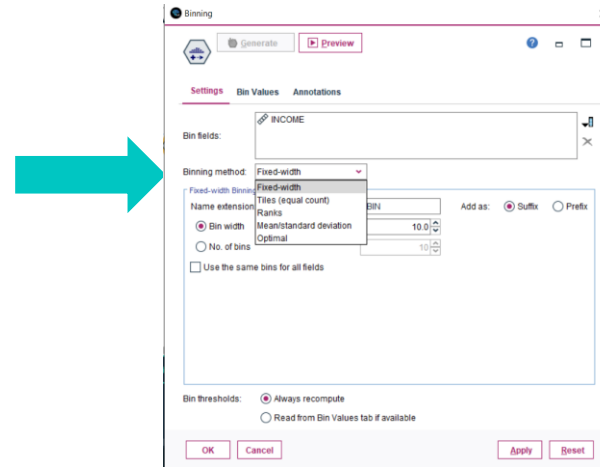 Binning
Generate Preview
Settings Bin Values Annotations
INCOME
Bin fields:
Binning method: Fixed-width
Fixed-width Binning
Fixed-width
Tiles (equal count)
Name extension BIN Add as: Suffix Prefix
Ranks
Bin width Mean/standard deviation 10.0
Optimal
No. of bins 10
Use the same bins for all fields
Bin thresholds: Always recompute
Read from Bin Values tab if available
OK Cancel Apply Reset